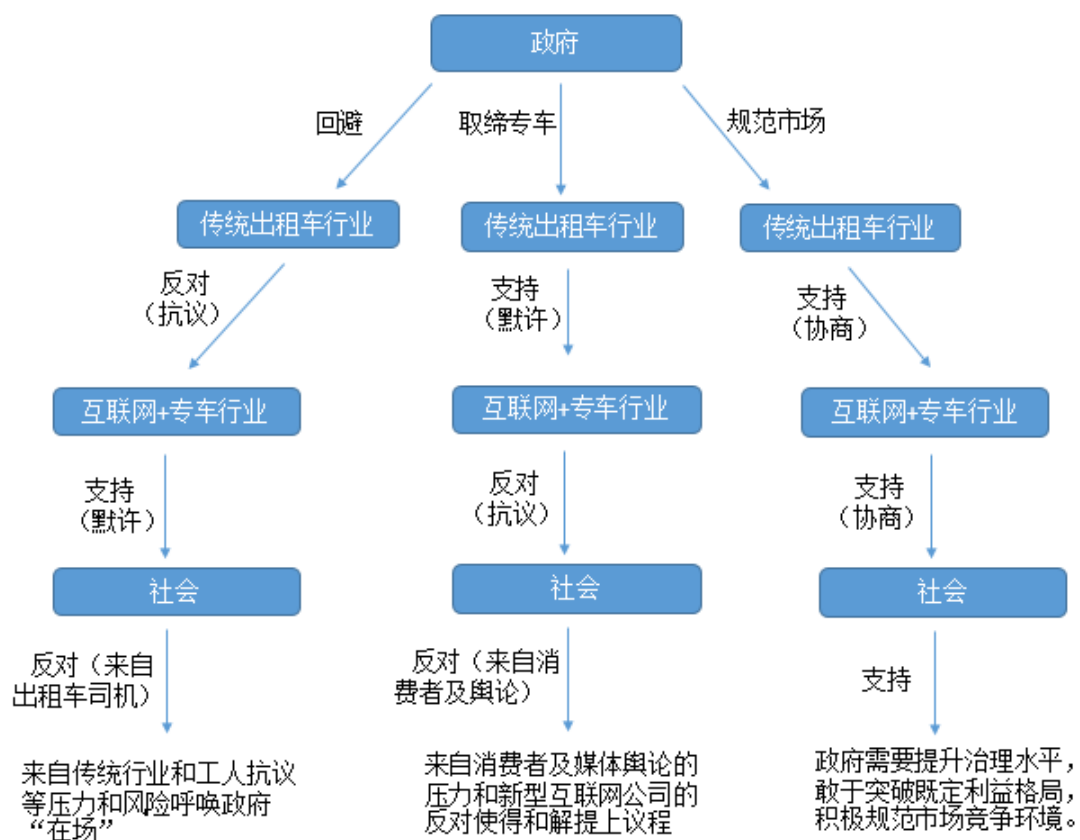 政府
回避
取缔专车
规范市场
传统出租车行业
传统出租车行业
传统出租车行业
反对
（抗议）
支持
（默许）
支持
（协商）
互联网+专车行业
互联网+专车行业
互联网+专车行业
支持
（默许）
反对
（抗议）
支持
（协商）
社会
社会
社会
反对（来自
出租车司机）
反对（来自消
费者及舆论）
支持
来自传统行业和工人抗议
等压力和风险呼唤政府
“在场”
来自消费者及媒体舆论的
压力和新型互联网公司的
反对使得和解提上议程
政府需要提升治理水平，
敢于突破既定利益格局，
积极规范市场竞争环境。